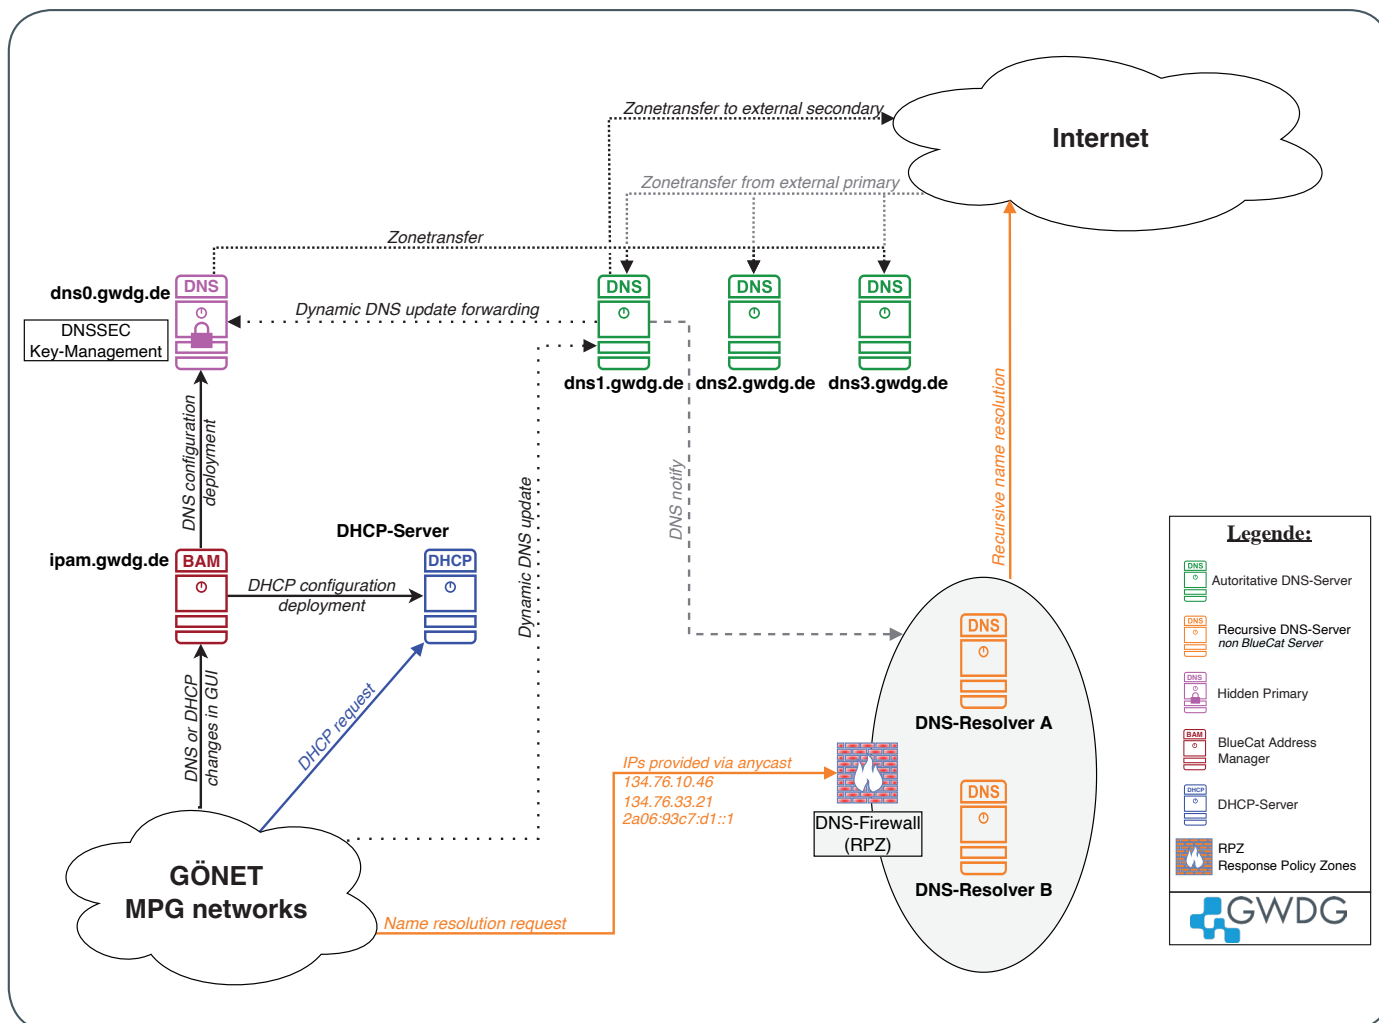 Zonetransfer to external secondary
Internet
Zonetransfer from external primary
Zonetransfer
DNS
dns0.gwdg.de
DNSSEC
Key-Management
Dynamic DNS update forwarding
DNS
DNS
DNS
dns1.gwdg.de
dns2.gwdg.de
dns3.gwdg.de
DNS configuration
deployment
Dynamic DNS update
DNS notify
Recursive name resolution
ipam.gwdg.de
BAM
DHCP configuration
deployment
DHCP-Server
DHCP
DNS or DHCP
changes in GUI
DHCP request
GÖNET
MPG networks
Name resolution request
IPs provided via anycast
134.76.10.46
134.76.33.21
2a06:93c7:d1::1
DNS-Firewall
(RPZ)
DNS
DNS-Resolver A
DNS
DNS-Resolver B
Legende:
DNS
Autoritative DNS-Server
DNS
Recursive DNS-Server
non BlueCat Server
DNS
Hidden Primary
BAM
BlueCat Address
Manager
DHCP
DHCP-Server
RPZ
Response Policy Zones
GWDG